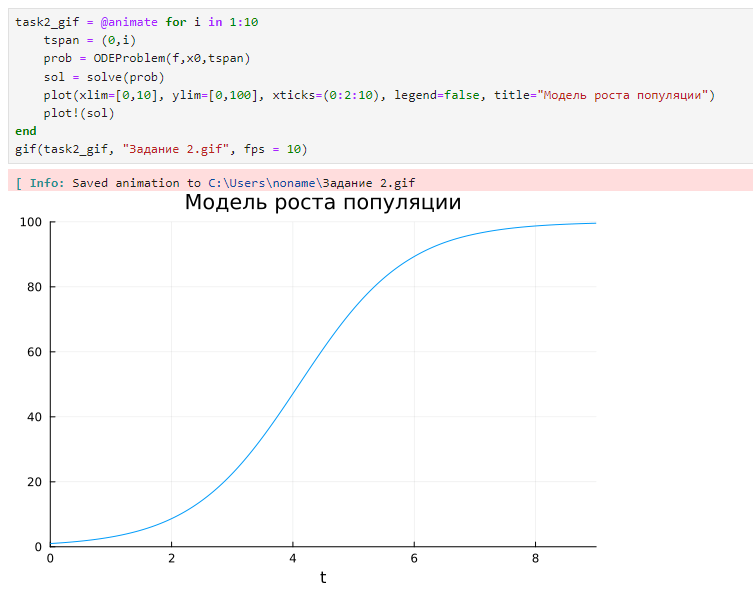 task2_gif = @animate for i in 1:10
    tspan = (0,i)
    prob = ODEProblem(f,x0,tspan)
    sol = solve(prob)
    plot(xlim=[0,10], ylim=[0,100], xticks=(0:2:10), legend=false, title="Модель роста популяции")
    plot!(sol)
end
gif(task2_gif, "Задание 2.gif", fps = 10)
[ Info: Saved animation to C:\Users\noname\Задание 2.gif
Модель роста популяции
100
80
60
40
20
0
0 2 4 6 8
t